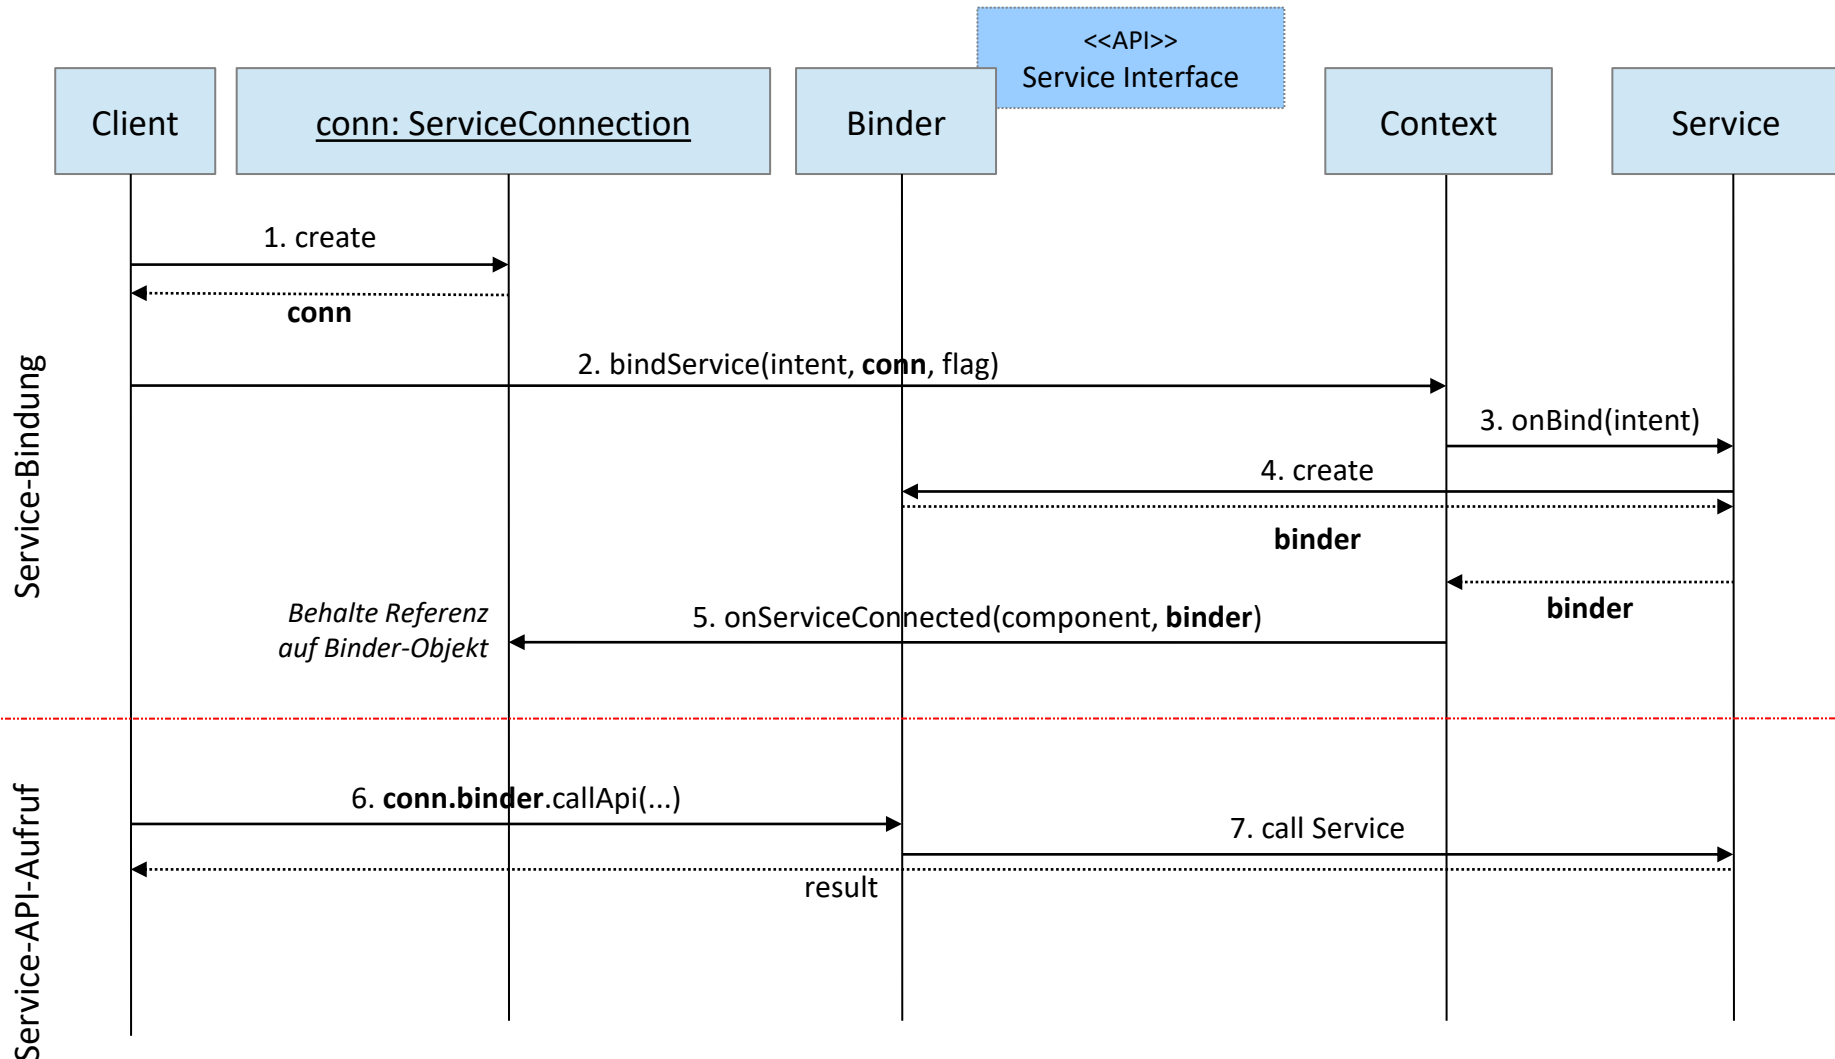 <<API>>
Service Interface
Client
conn: ServiceConnection
Binder
Context
Service
Service-Bindung
1. create
conn
2. bindService(intent, conn, flag)
3. onBind(intent)
4. create
binder
binder
Behalte Referenz
auf Binder-Objekt
5. onServiceConnected(component, binder)
Service-API-Aufruf
6. conn.binder.callApi(...)
7. call Service
result